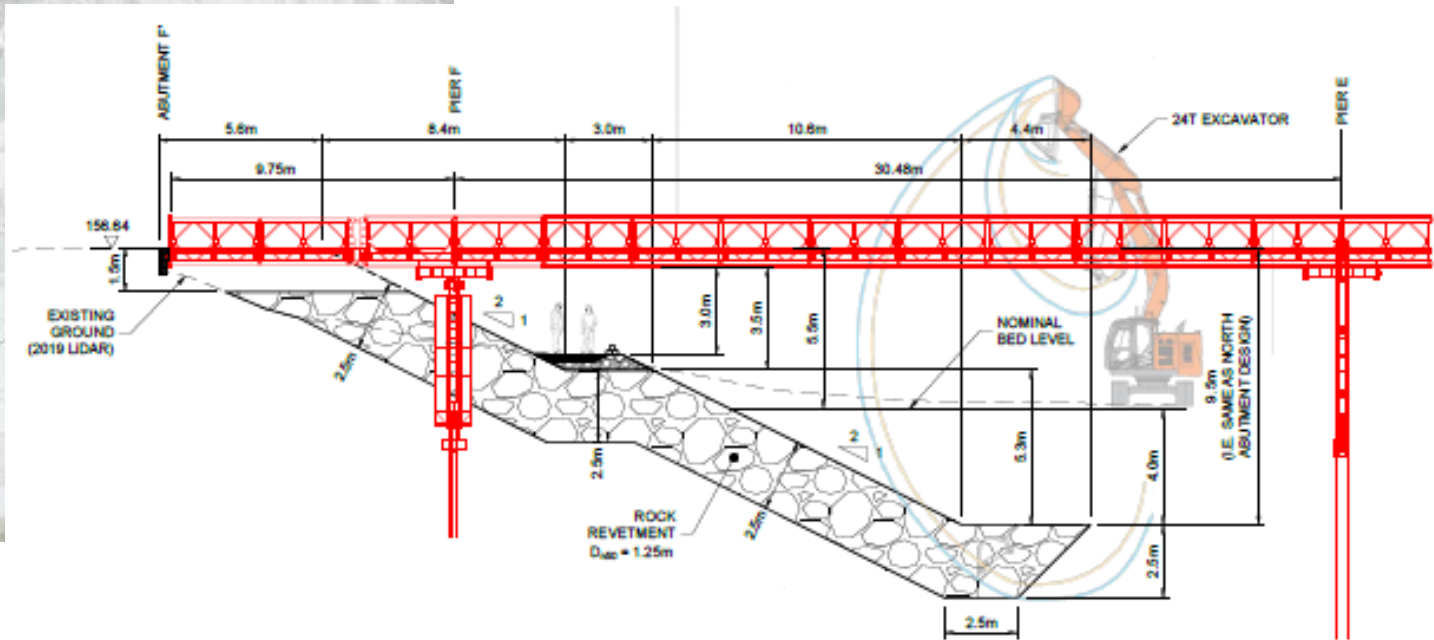 ABUTMENT F'
PIER F
PIER E
5.6m
8.4m
3.0m
10.6m
4.4m
24T EXCAVATOR
9.75m
30.48m
156.64
1.5m
EXISTING
GROUND
(2019 LIDAR)
2
1
3.0m
3.5m
5.5m
NOMINAL
BED LEVEL
2.5m
9.5m
(I.E. SAME AS NORTH
ABUTMENT DESIGN)
2
1
5.3m
4.0m
2.5m
2.5m
ROCK
REVETMENT
= 1.25m
2.5m
2.5m